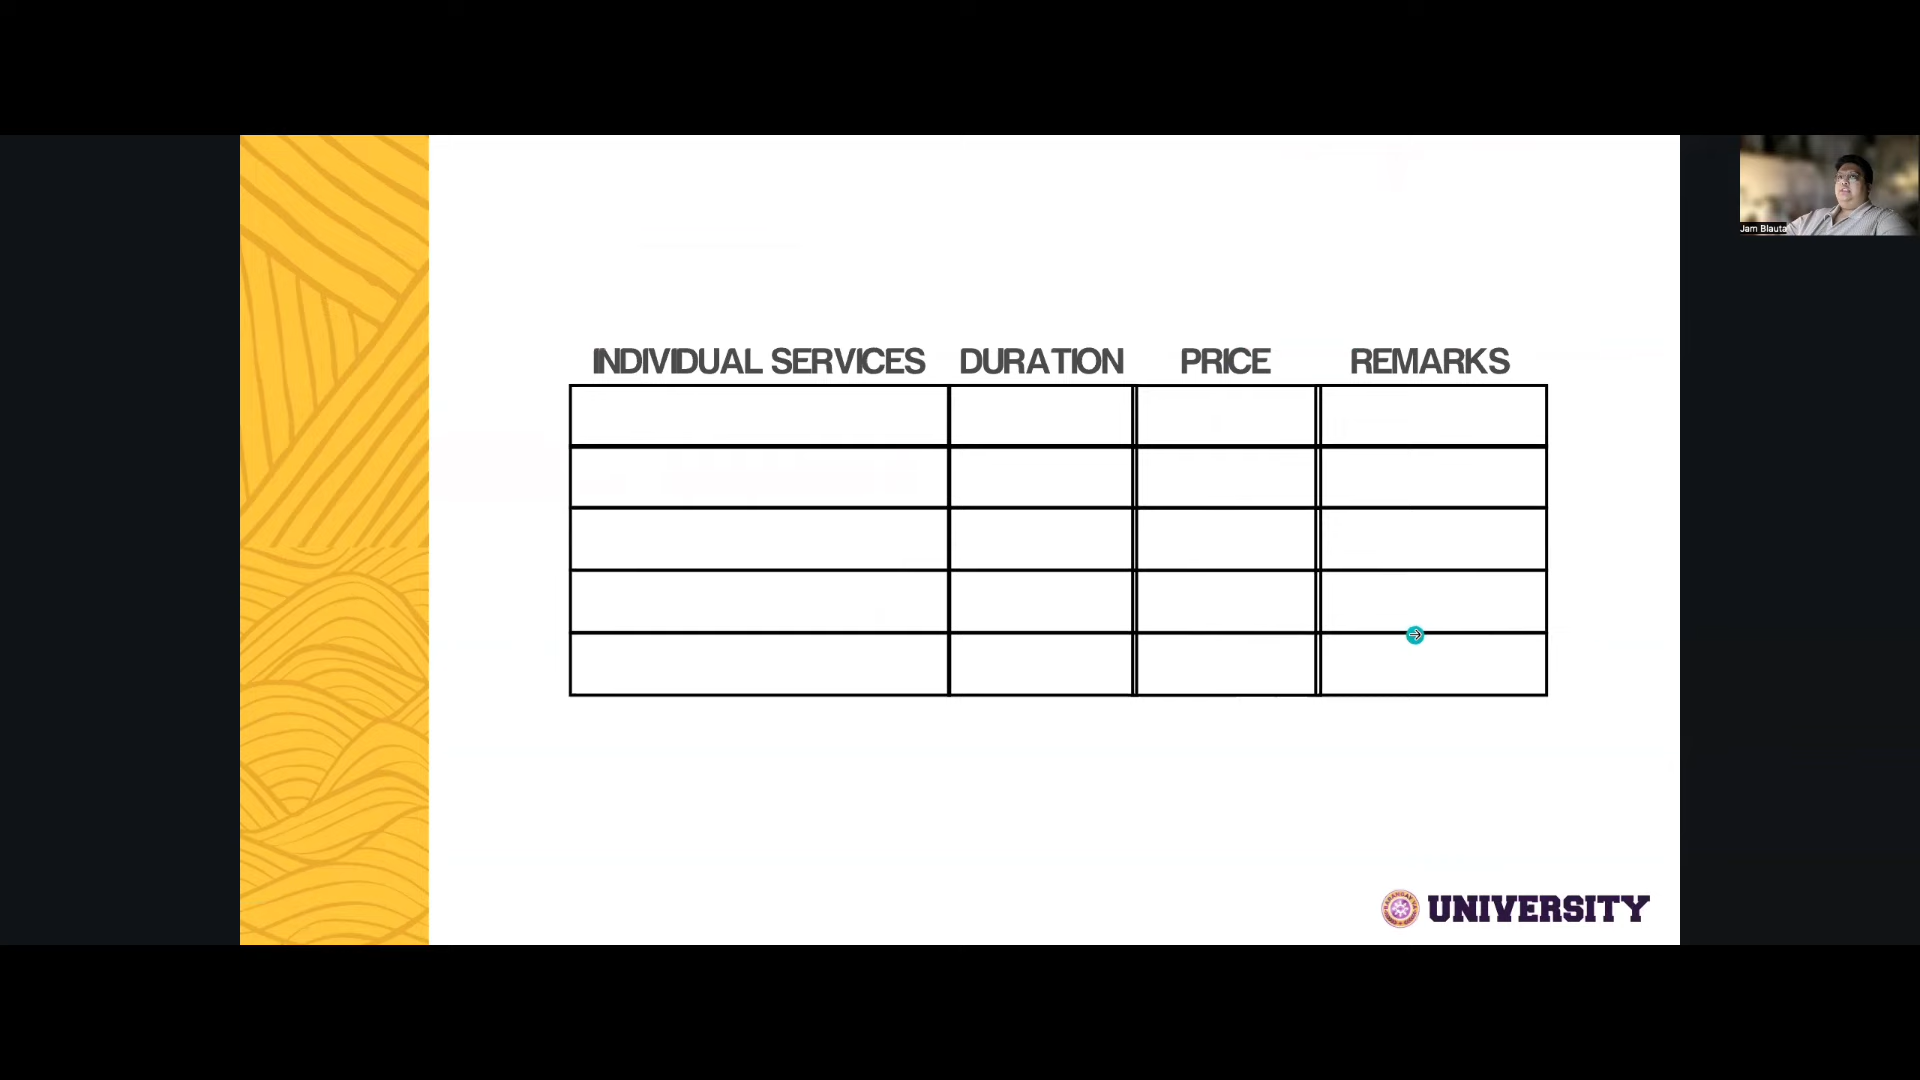 INDIVIDUAL SERVICES DURATION PRICE REMARKS
Jam Blauta
UNIVERSITY